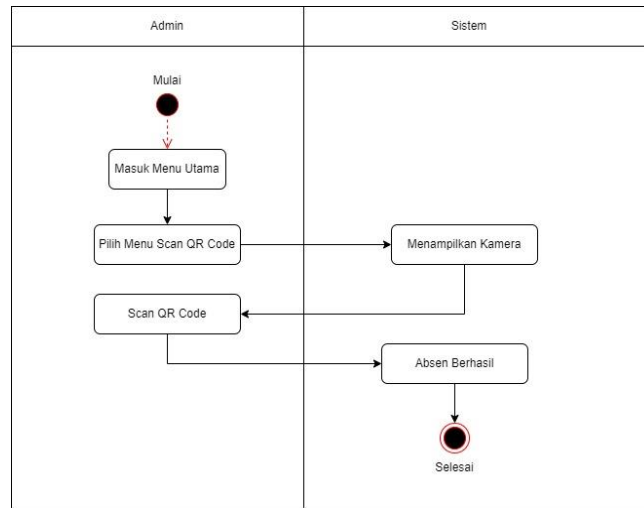 Admin
Sistem
Mulai
Masuk Menu Utama
Pilih Menu Scan QR Code
Menampilkan Kamera
Scan QR Code
Absen Berhasil
Selesai